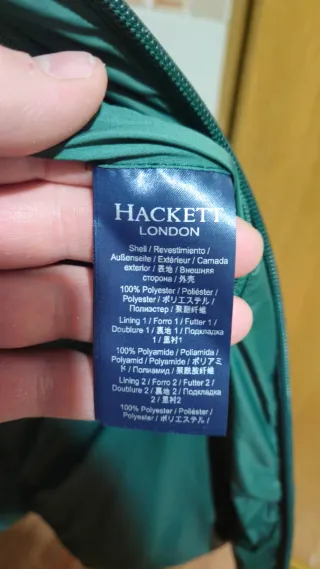 HACKETT
LONDON
Shell / Revestimiento /
Außenseite / Extérieur / Camada
exterior / 表地 / Внешняя
сторона / 外壳
100% Polyester / Poliéster /
Polyester / ポリエステル /
Полиэстер / 聚酯纤维
Lining 1 / Forro 1 / Futter 1 /
Doublure 1 / 裏地 1 / Подкладка
1 / 里衬1
100% Polyamide / Poliamida /
Polyamid / Polyamide / ポリアミ
ド / Полиамид / 聚酰胺纤维
Lining 2 / Forro 2 / Futter 2 /
Doublure 2 / 裏地 2 / Подкладка
2 / 里衬2
100% Polyester / Poliéster /
Polyester / ポリエステル /